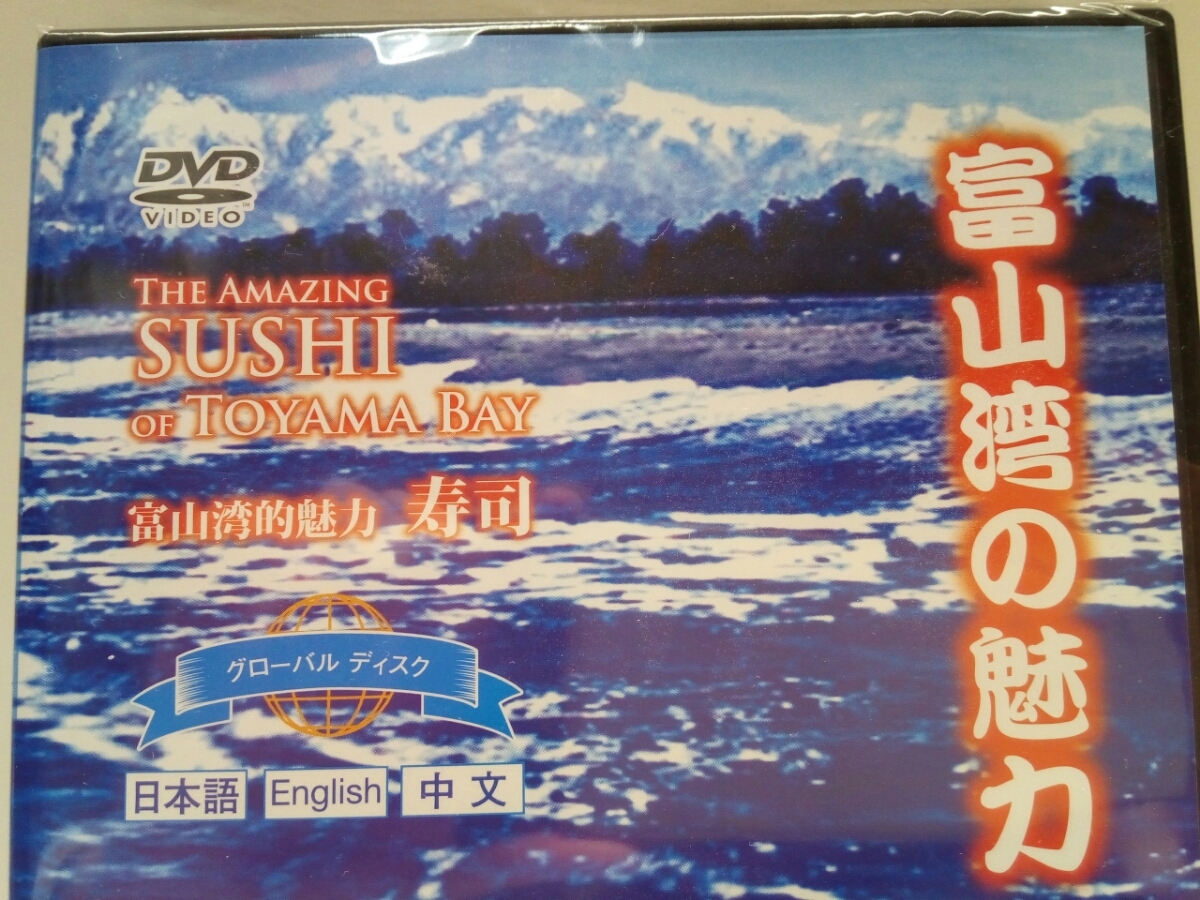 DVD
VIDEO
THE AMAZING
SUSHI
OF TOYAMA BAY
富山湾的魅力 寿司
グローバル ディスク
日本語 English 中文
富山湾の魅力